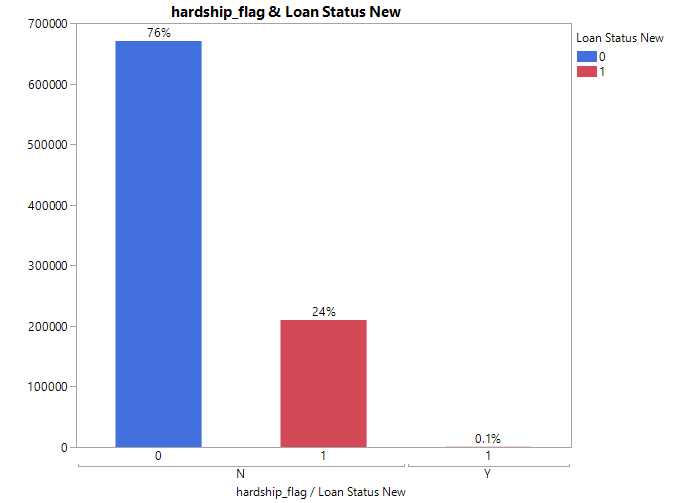 hardship_flag & Loan Status New
700000
600000
500000
400000
300000
200000
100000
0
76%
24%
0.1%
0 1 1
N Y
hardship_flag / Loan Status New
Loan Status New
0
1